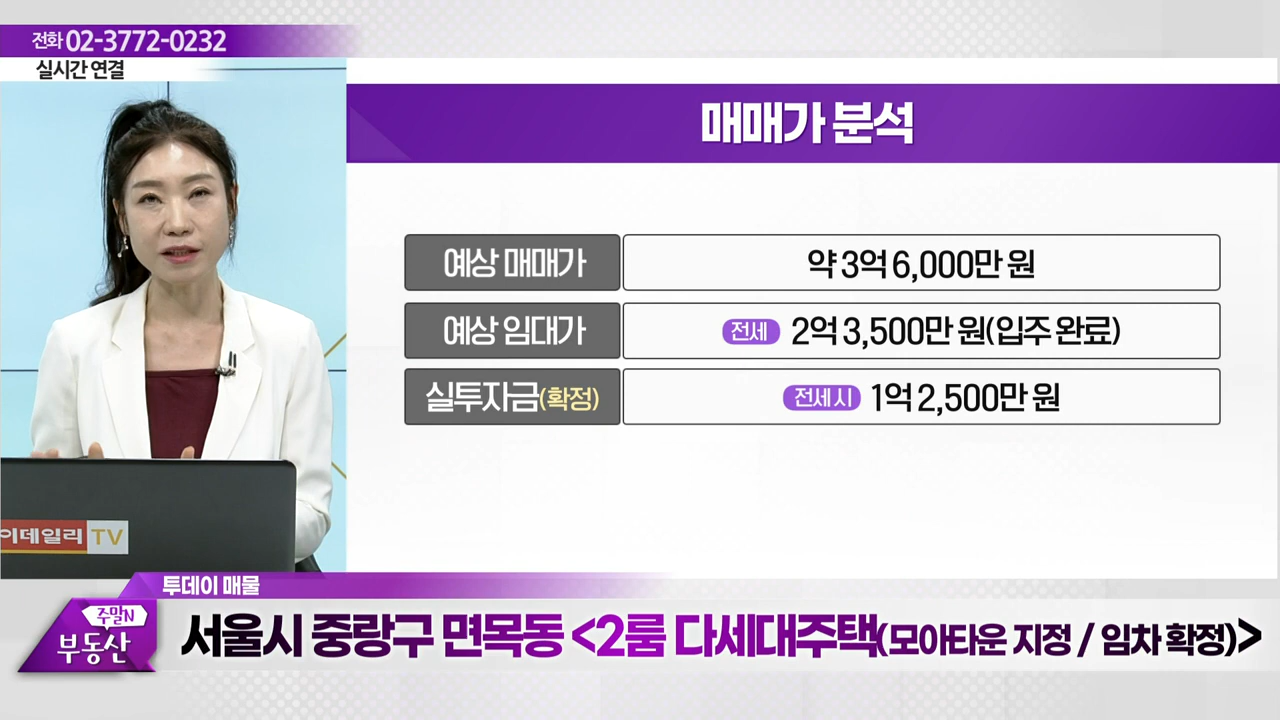 전화 02-3772-0232
실시간 연결
매매가 분석
예상 매매가 약 3억 6,000만 원
예상 임대가 전세 2억 3,500만 원(입주 완료)
실투자금(확정) 전세 시 1억 2,500만 원
이데일리 TV
투데이 매물
주말N
부동산
서울시 중랑구 면목동 <2룸 다세대주택(모아타운 지정 / 임차 확정)>